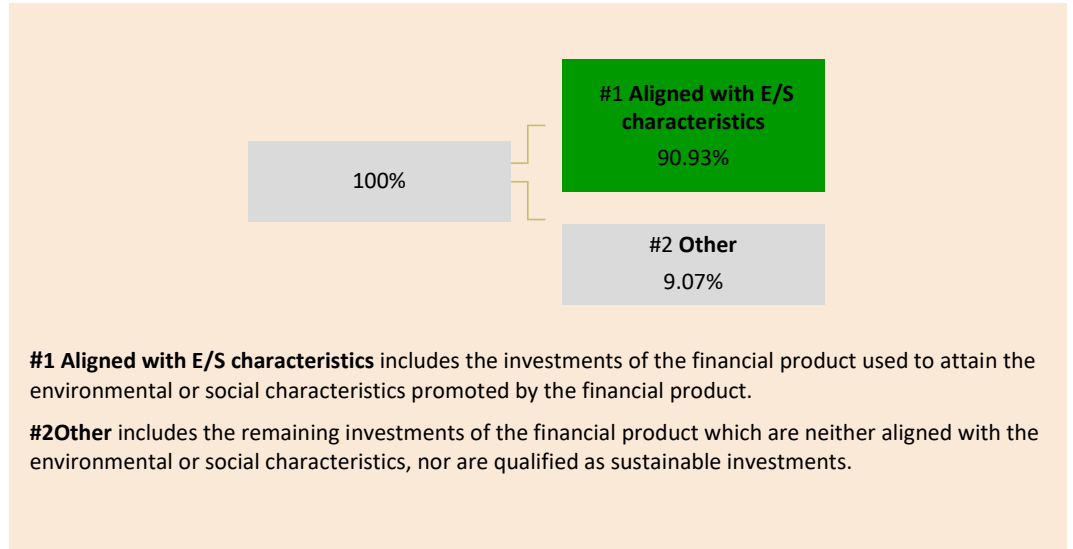 #1 Aligned with E/S
characteristics
90.93%
100%
#2 Other
9.07%
#1 Aligned with E/S characteristics includes the investments of the financial product used to attain the
environmental or social characteristics promoted by the financial product.
#2Other includes the remaining investments of the financial product which are neither aligned with the
environmental or social characteristics, nor are qualified as sustainable investments.